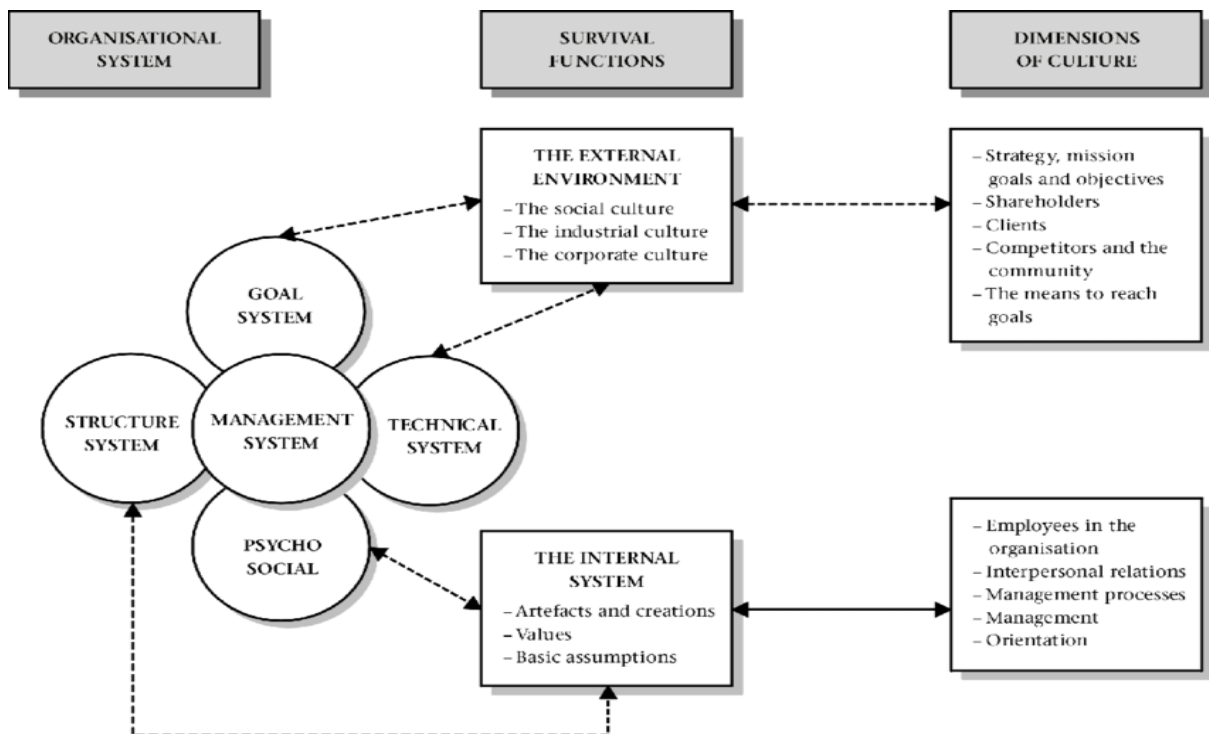 ORGANISATIONAL
SYSTEM
SURVIVAL
FUNCTIONS
DIMENSIONS
OF CULTURE
THE EXTERNAL
ENVIRONMENT
– The social culture
– The industrial culture
– The corporate culture
– Strategy, mission
goals and objectives
– Shareholders
– Clients
– Competitors and the
community
– The means to reach
goals
GOAL
SYSTEM
STRUCTURE
SYSTEM
MANAGEMENT
SYSTEM
TECHNICAL
SYSTEM
PSYCHO
SOCIAL
THE INTERNAL
SYSTEM
– Artefacts and creations
– Values
– Basic assumptions
– Employees in the
organisation
– Interpersonal relations
– Management processes
– Management
– Orientation